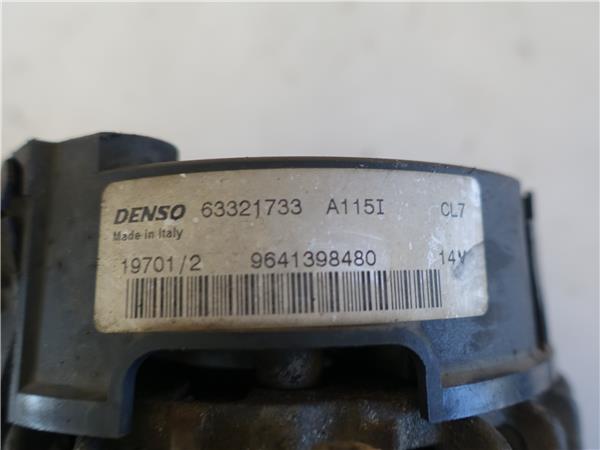 DENSO 63321733 A115I CL7
Made in Italy
19701/2 9641398480 14V